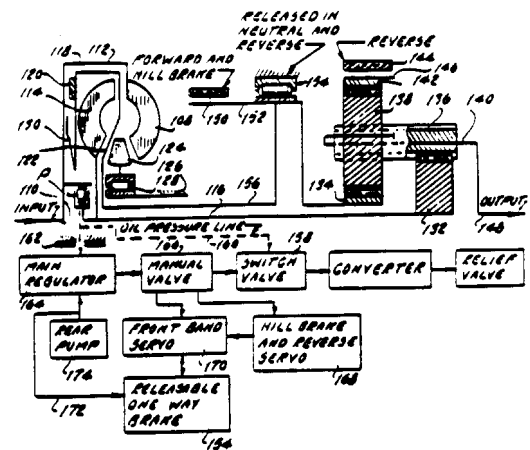 RELEASED IN
NEUTRAL AND
REVERSE
REVERSE
FORWARD AND
HILL BRAKE
118
112
120
114
130
122
P
110
INPUT
108
124
126
128
116
156
150
152
154
144
146
142
138
136
140
134
132
148
OUTPUT
OIL PRESSURE LINE
162
158
MAIN
REGULATOR
164
MANUAL
VALVE
SWITCH
VALVE
CONVERTER
RELIEF
VALVE
REAR
PUMP
174
FRONT BAND
SERVO
170
HILL BRAKE
AND REVERSE
SERVO
168
172
RELEASABLE
ONE WAY
BRAKE
154